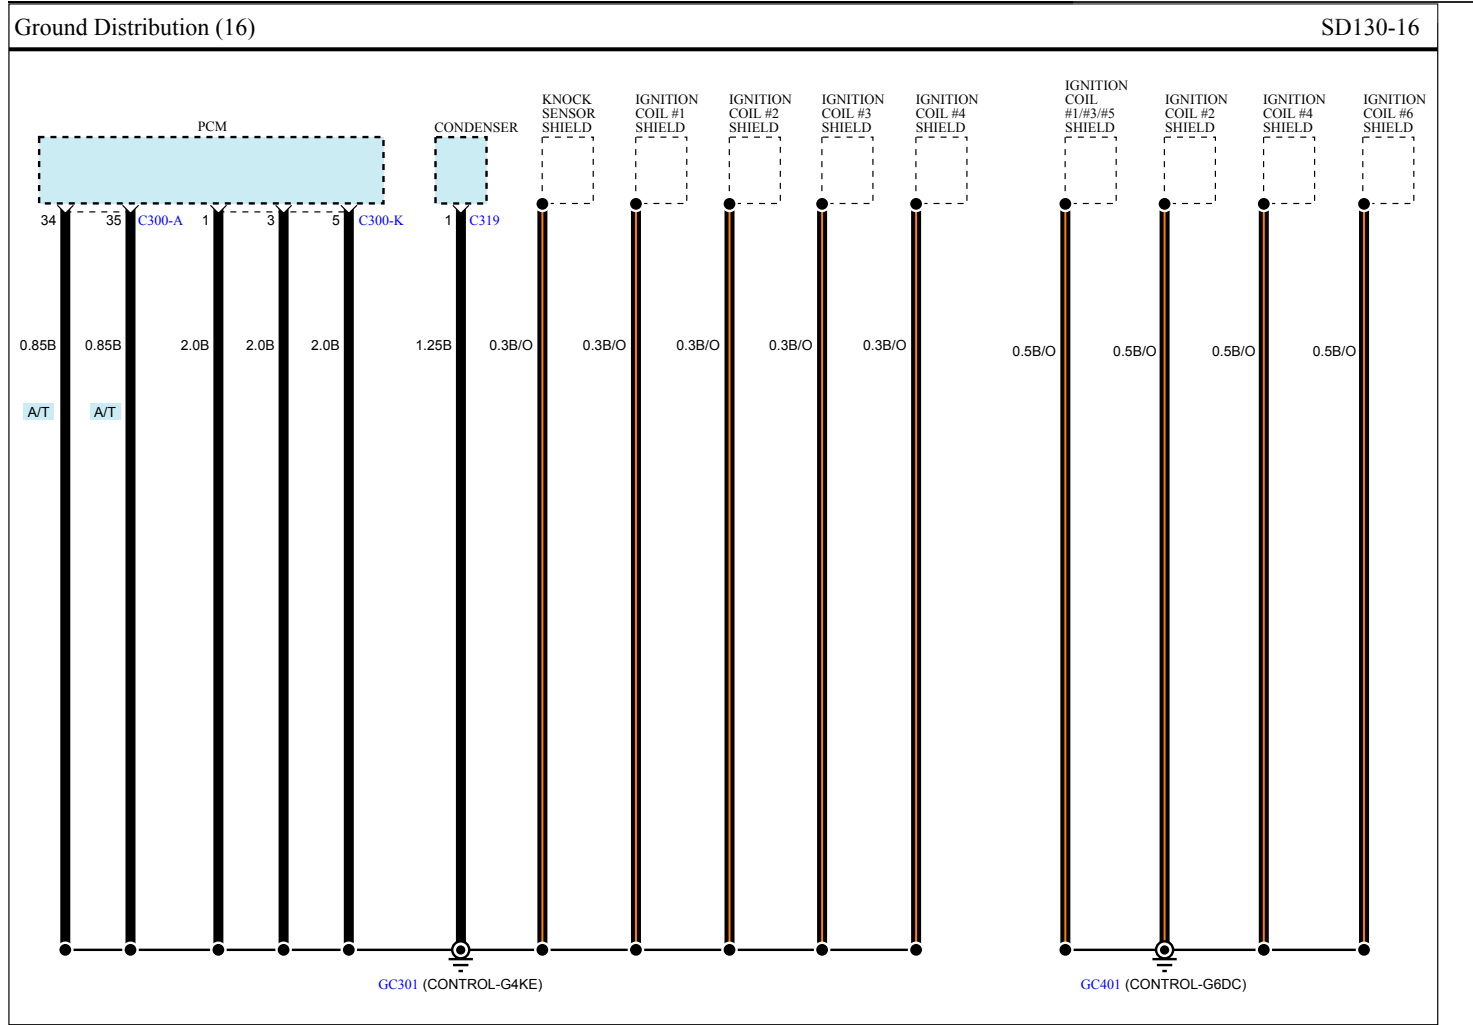 Ground Distribution (16)
SD130-16
PCM
CONDENSER
KNOCK
SENSOR
SHIELD
IGNITION
COIL #1
SHIELD
IGNITION
COIL #2
SHIELD
IGNITION
COIL #3
SHIELD
IGNITION
COIL #4
SHIELD
IGNITION
COIL
#1/#3/#5
SHIELD
IGNITION
COIL #2
SHIELD
IGNITION
COIL #4
SHIELD
IGNITION
COIL #6
SHIELD
34 35 C300-A 1 3 5 C300-K 1 C319
0.85B 0.85B 2.0B 2.0B 2.0B 1.25B 0.3B/O 0.3B/O 0.3B/O 0.3B/O 0.3B/O
0.5B/O 0.5B/O 0.5B/O 0.5B/O
A/T A/T
GC301 (CONTROL-G4KE)
GC401 (CONTROL-G6DC)